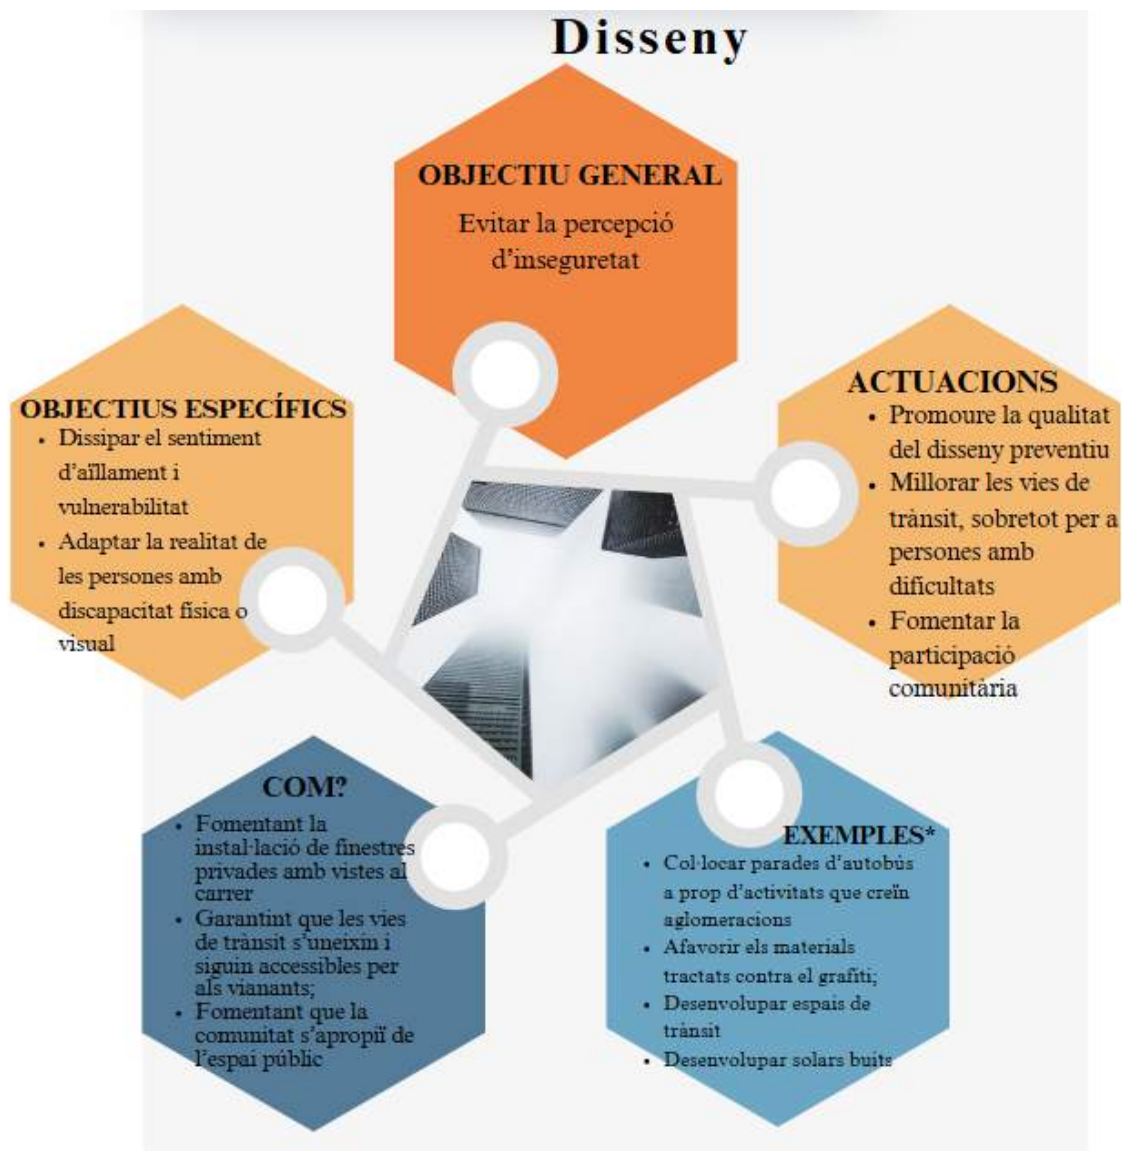 Disseny
OBJECTIU GENERAL
Evitar la percepció
d'inseguretat
OBJECTIUS ESPECÍFICS
• Dissipar el sentiment
d'aïllament i
vulnerabilitat
• Adaptar la realitat de
les persones amb
discapacitat física o
visual
ACTUACIONS
• Promoure la qualitat
del disseny preventiu
• Millorar les vies de
trànsit, sobretot per a
persones amb
dificultats
• Fomentar la
participació
comunitària
COM?
• Fomentant la
instal·lació de finestres
privades amb vistes al
carrer
• Garantint que les vies
de trànsit s'uneixin i
siguin accessibles per
als vianants;
• Fomentant que la
comunitat s'apropiï de
l'espai públic
EXEMPLES*
• Col·locar parades d'autobús
a prop d'activitats que creïn
aglomeracions
• Afavorir els materials
tractats contra el grafiti;
• Desenvolupar espais de
trànsit
• Desenvolupar solars buits